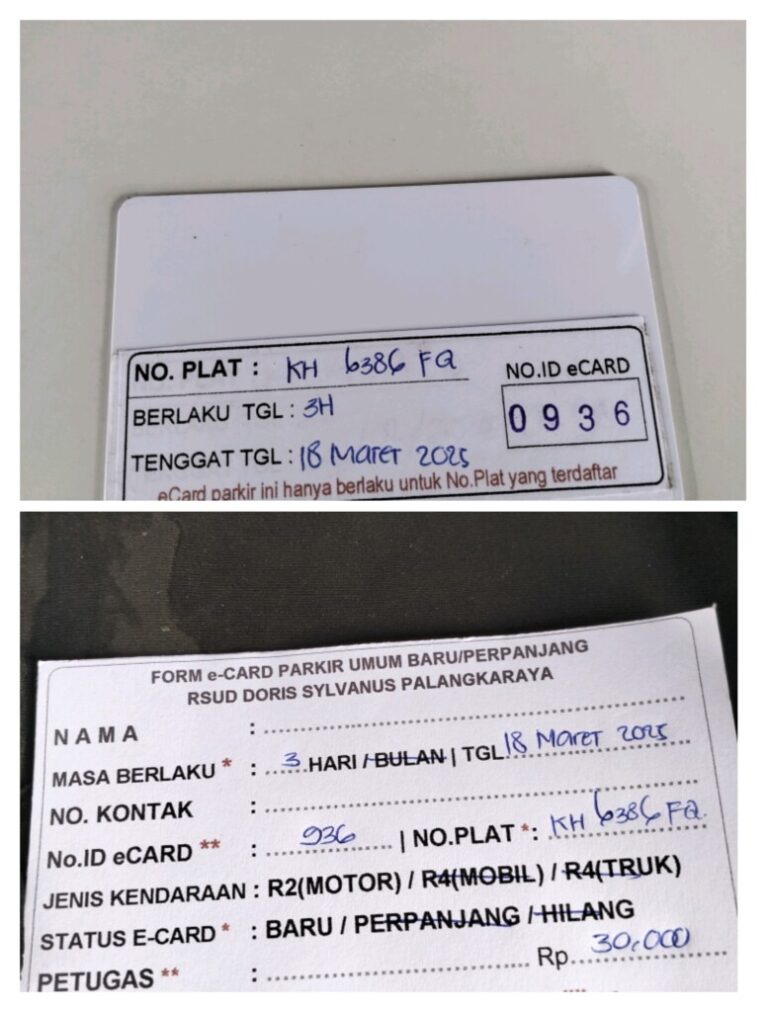 NO. PLAT : KH 6386 FQ
NO.ID eCARD
BERLAKU TGL : 3H
0936
TENGGAT TGL : 18 Maret 2025
eCard parkir ini hanya berlaku untuk No.Plat yang terdaftar
FORM e-CARD PARKIR UMUM BARU/PERPANJANG
RSUD DORIS SYLVANUS PALANGKARAYA
NAMA :
MASA BERLAKU * : 3 HARI / BULAN | TGL 18 Maret 2025
NO. KONTAK :
No.ID eCARD ** : 936 | NO.PLAT *: KH 6386 FQ.
JENIS KENDARAAN : R2(MOTOR) / R4(MOBIL) / R4(TRUK)
STATUS E-CARD * : BARU / PERPANJANG / HILANG
PETUGAS ** : Rp. 30.000